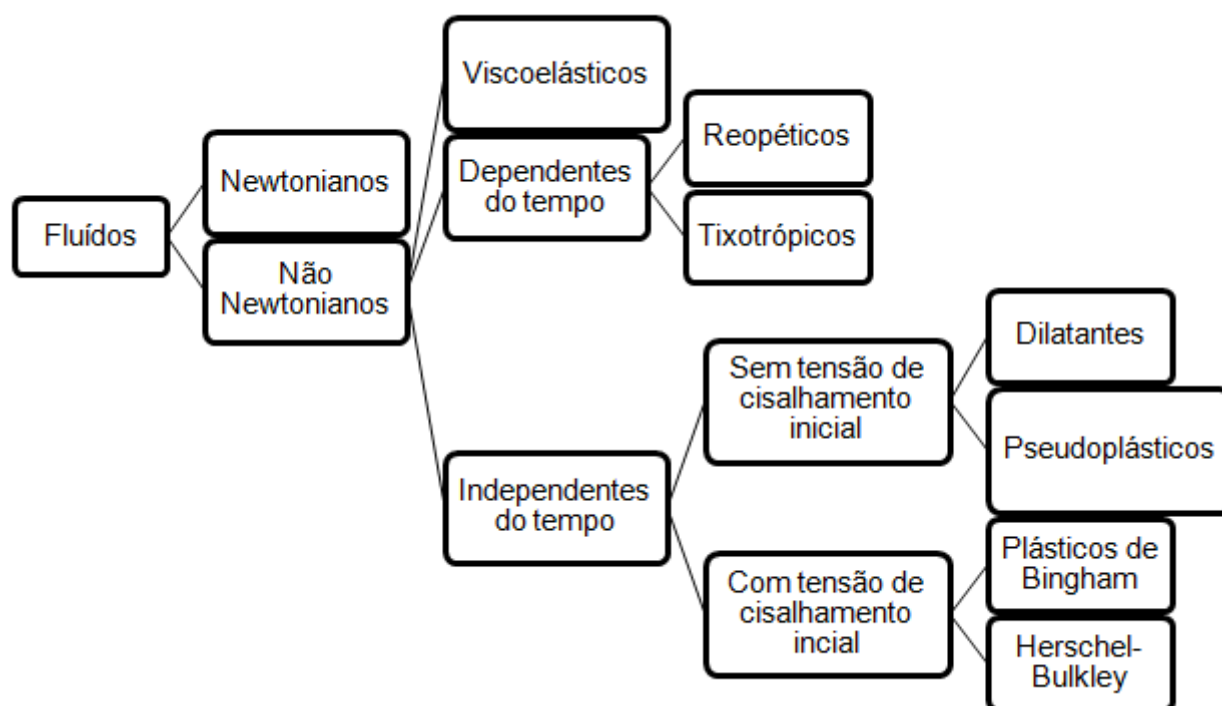 Fluídos
Newtonianos
Não
Newtonianos
Viscoelásticos
Dependentes
do tempo
Reopéticos
Tixotrópicos
Independentes
do tempo
Sem tensão de
cisalhamento
inicial
Dilatantes
Pseudoplásticos
Com tensão de
cisalhamento
incial
Plásticos de
Bingham
Herschel-
Bulkley